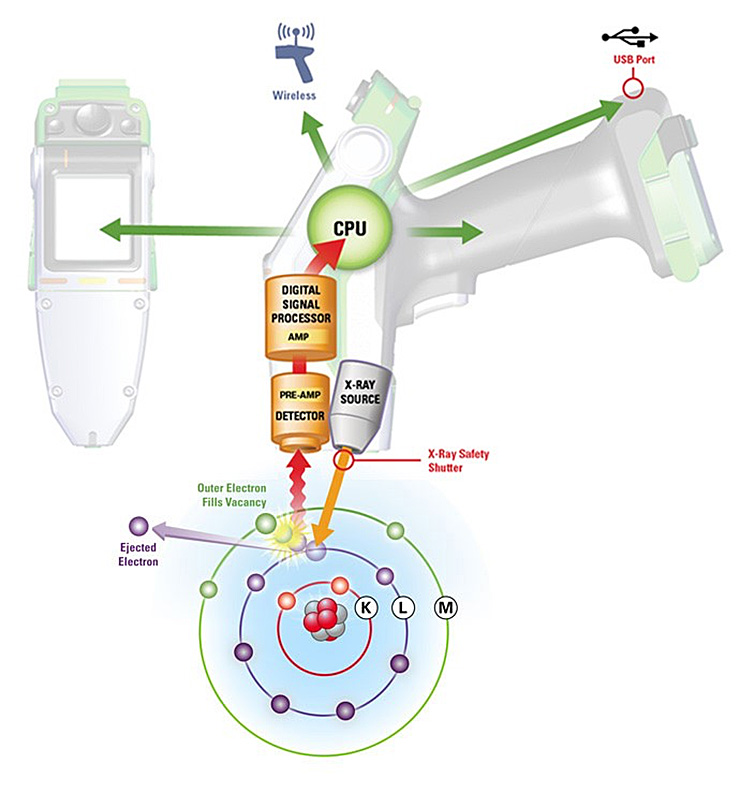 USB Port
Wireless
CPU
DIGITAL
SIGNAL
PROCESSOR
AMP
X-RAY
SOURCE
PRE-AMP
DETECTOR
X-Ray Safety
Shutter
Outer Electron
Fills Vacancy
Ejected
Electron
K
L
M